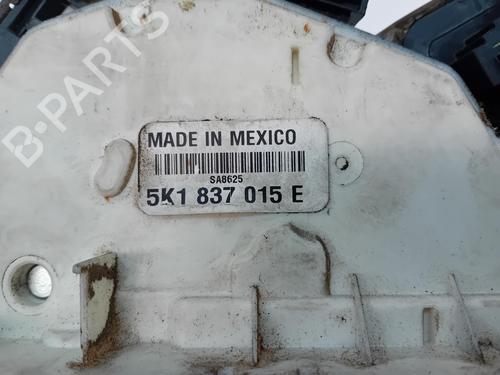 B-PARTS
MADE IN MEXICO
SA8625
5K1 837 015 E